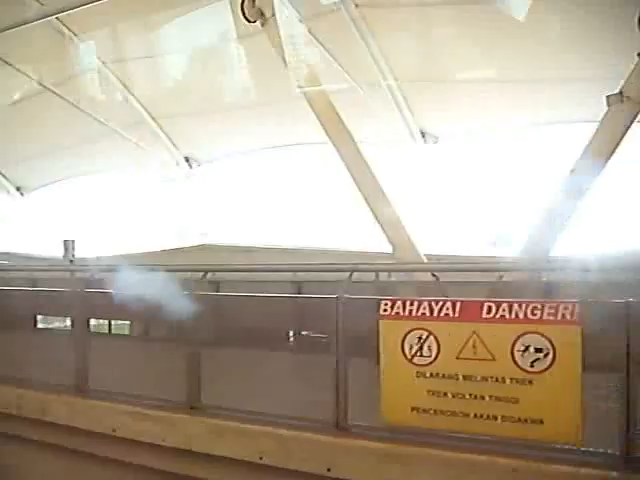 BAHAYA! DANGER!
DILARANG MELINTAS TREK
TREK VOLTAN TINGGI
PENCEROBOH AKAN DIDAKWA